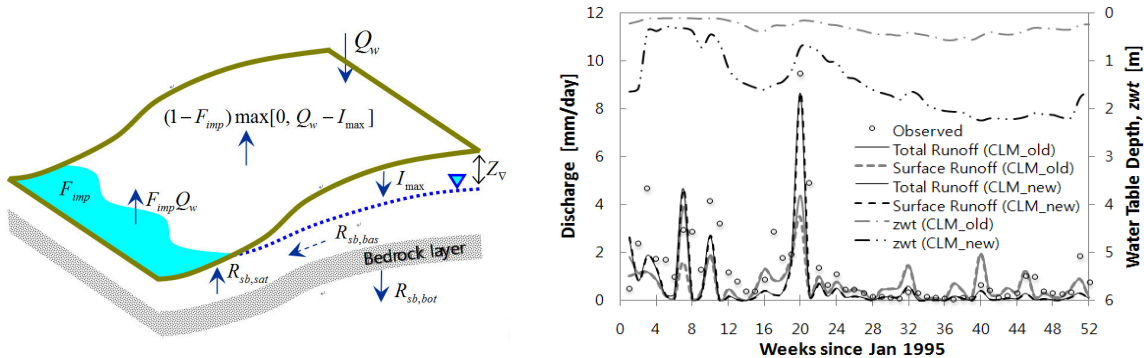 Q_w
(1−F_imp) max[0, Q_w − I_max]
F_imp
F_imp Q_w
I_max
Z_∇
R_sb,bas
Bedrock layer
R_sb,sat
R_sb,bot
12
10
8
6
4
2
0
Discharge [mm/day]
0
1
2
3
4
5
6
Water Table Depth, zwt [m]
Observed
Total Runoff (CLM_old)
Surface Runoff (CLM_old)
Total Runoff (CLM_new)
Surface Runoff (CLM_new)
zwt (CLM_old)
zwt (CLM_new)
0 4 8 12 16 20 24 28 32 36 40 44 48 52
Weeks since Jan 1995